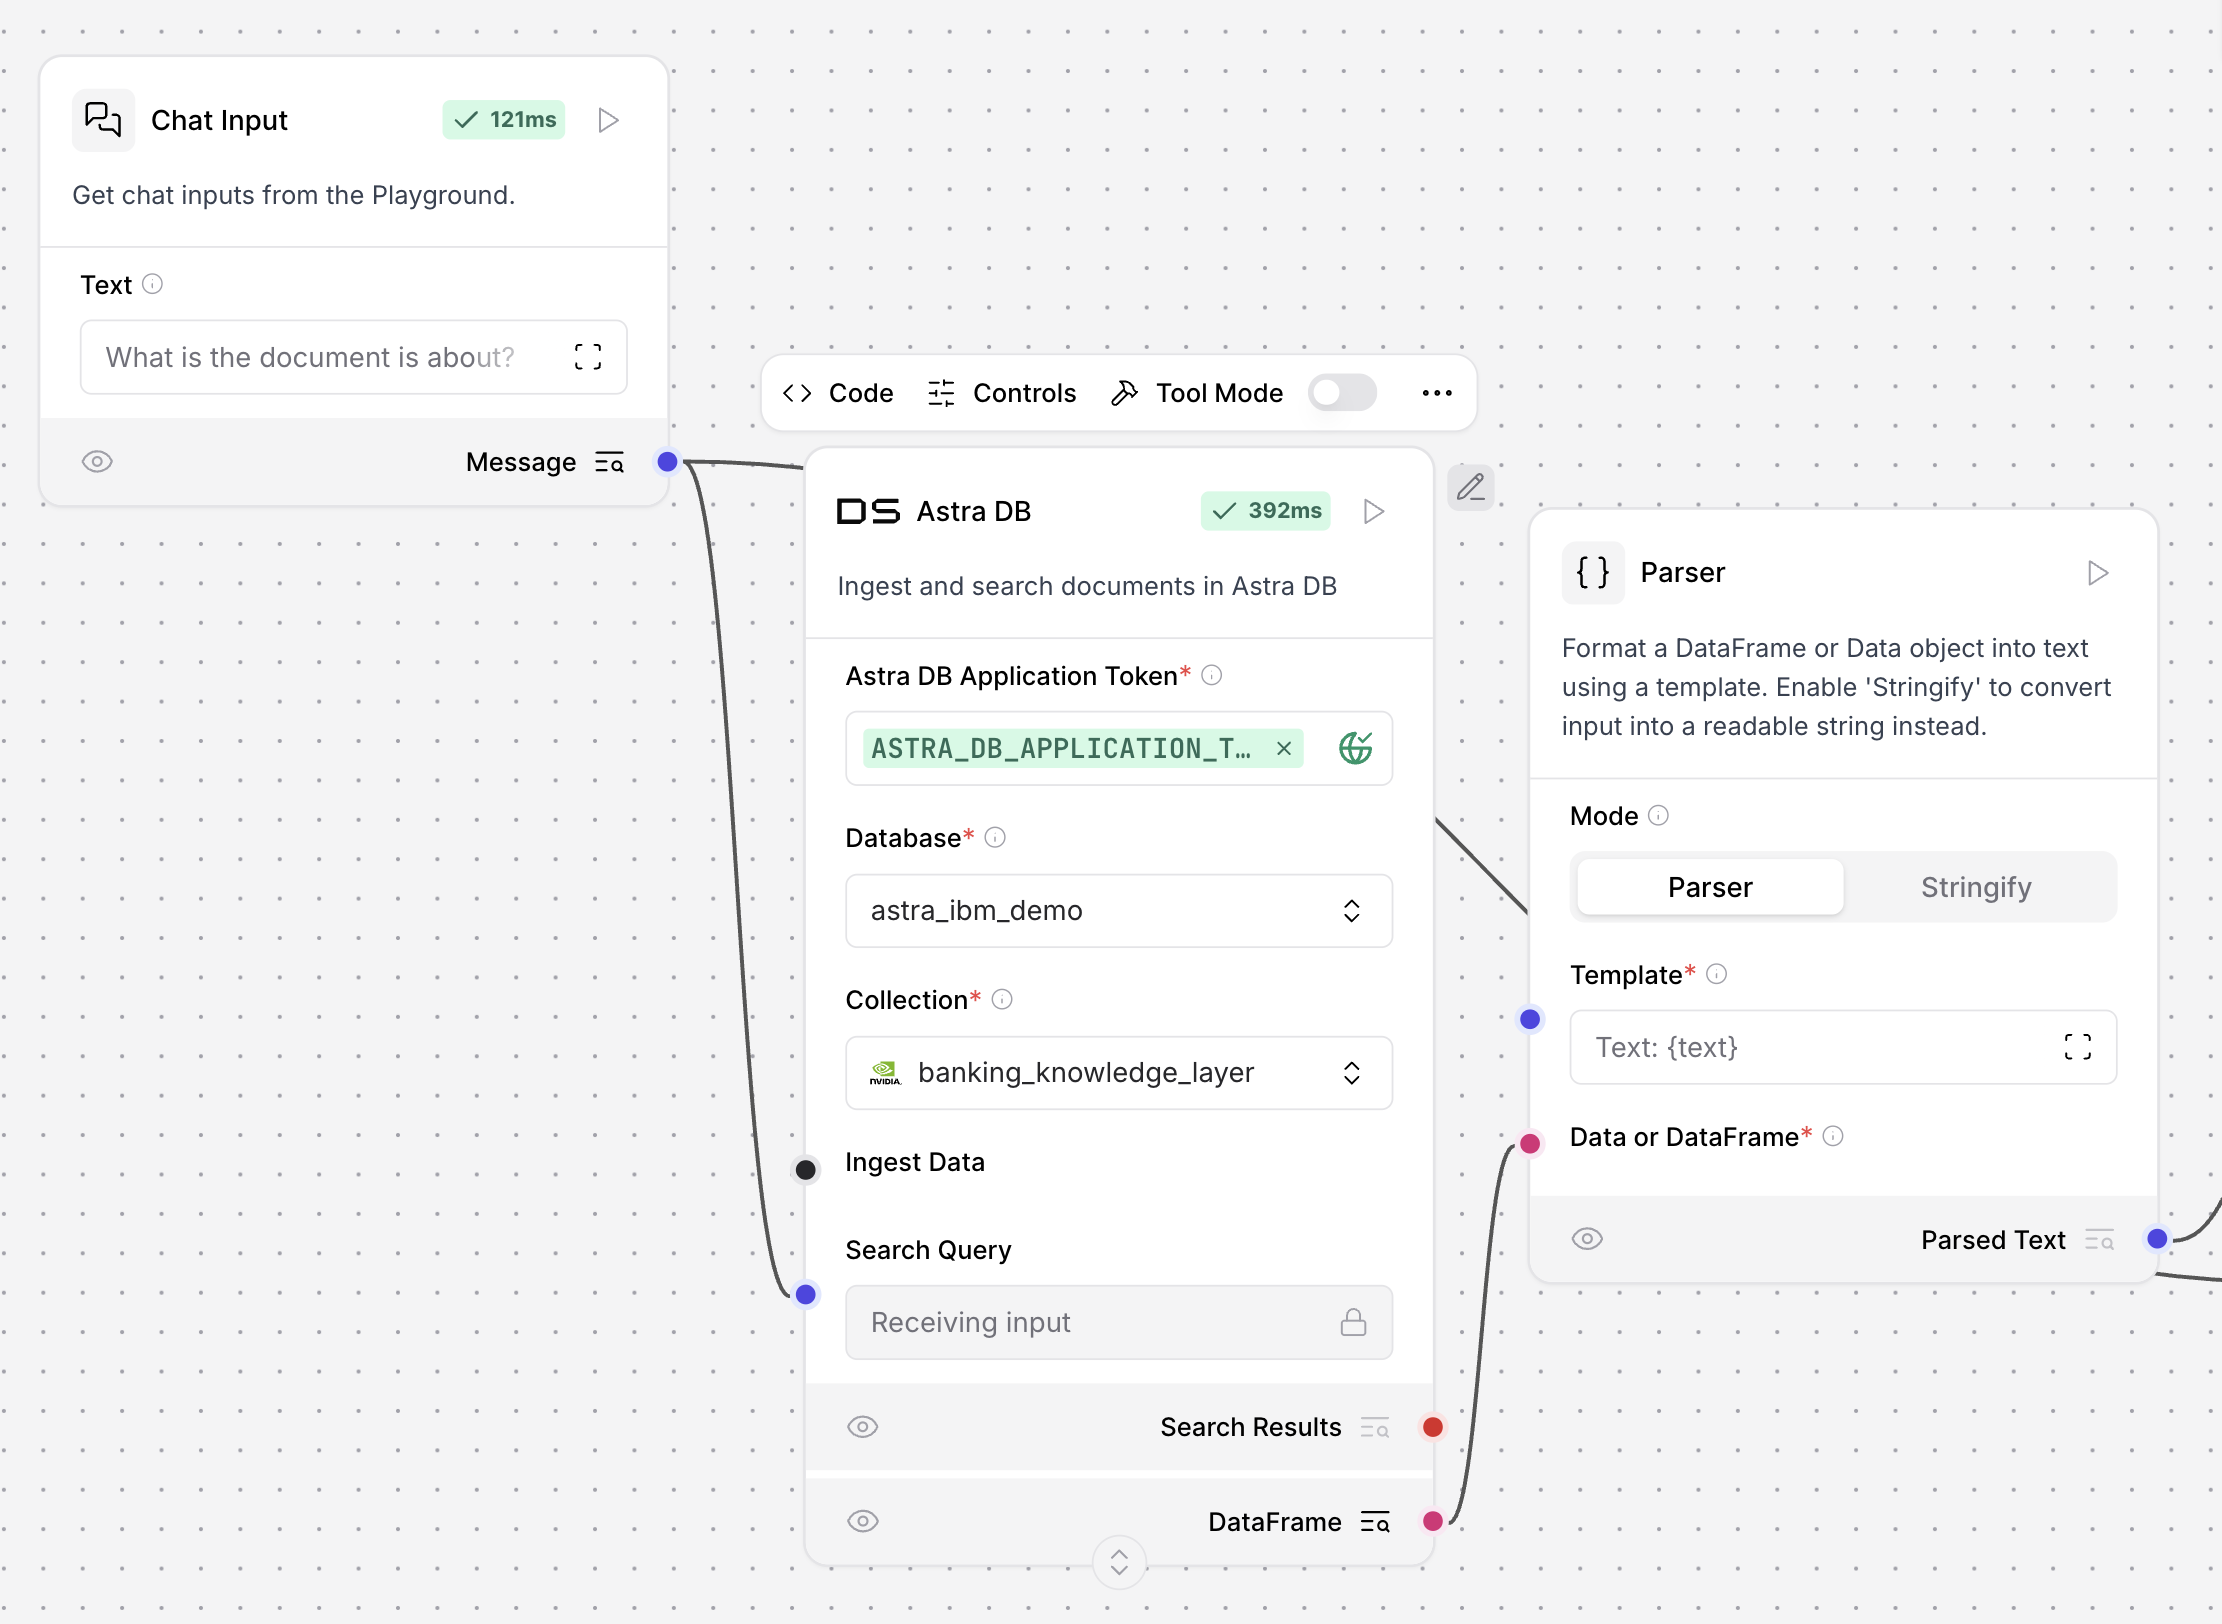 Chat Input
121ms
Get chat inputs from the Playground.
Text
What is the document is about?
Message
Code
Controls
Tool Mode
DS Astra DB
392ms
Ingest and search documents in Astra DB
Astra DB Application Token*
ASTRA_DB_APPLICATION_T...
Database*
astra_ibm_demo
Collection*
NVIDIA. banking_knowledge_layer
Ingest Data
Search Query
Receiving input
Search Results
DataFrame
{} Parser
Format a DataFrame or Data object into text
using a template. Enable 'Stringify' to convert
input into a readable string instead.
Mode
Parser
Stringify
Template*
Text: {text}
Data or DataFrame*
Parsed Text